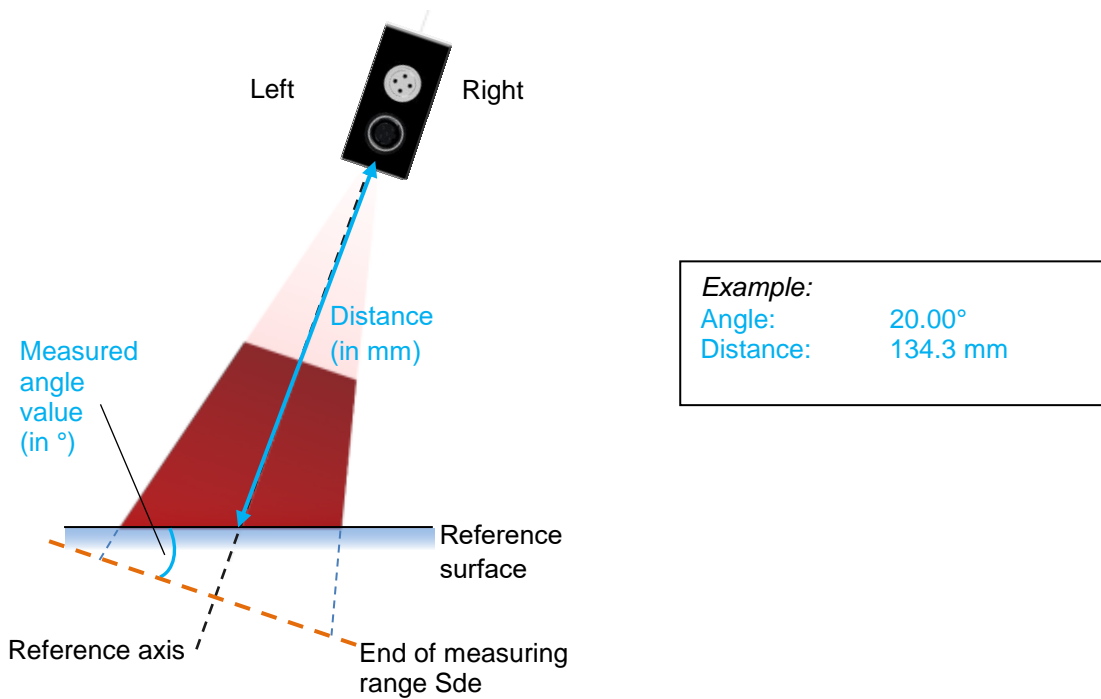 Left
Right
Example:
Angle: 20.00°
Distance: 134.3 mm
Distance
(in mm)
Measured
angle
value
(in °)
Reference
surface
Reference axis
End of measuring
range Sde